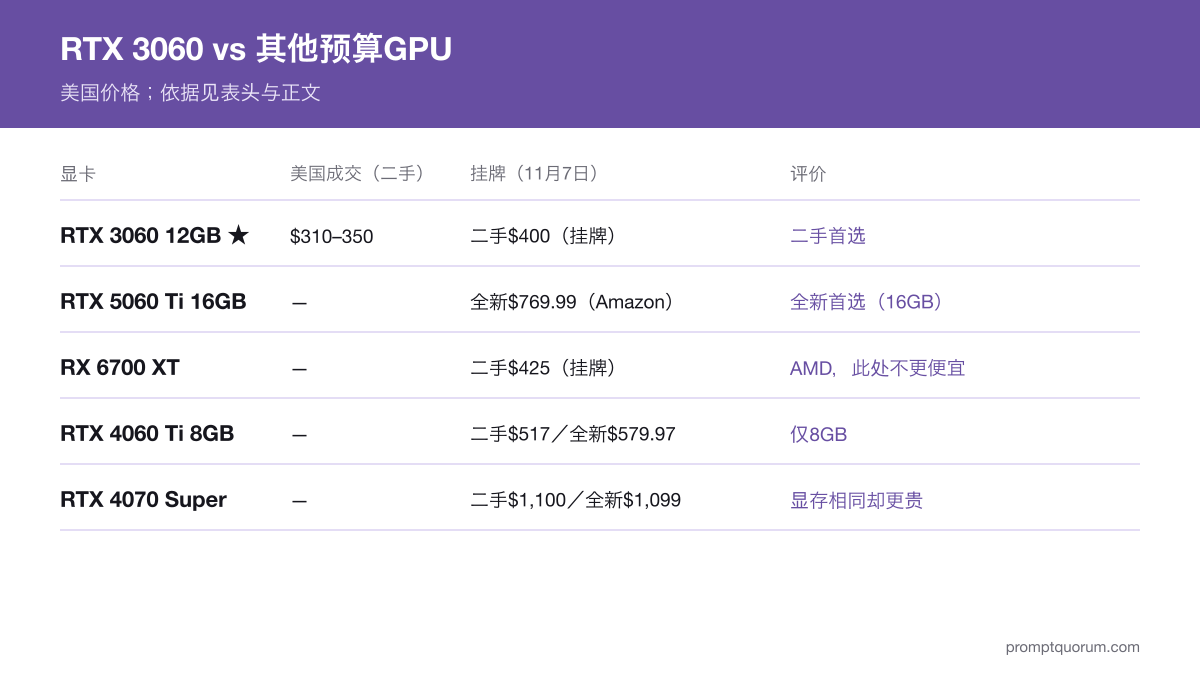 RTX 3060 vs 其他预算GPU
美国价格；依据见表头与正文
显卡 美国成交（二手） 挂牌（11月7日） 评价
RTX 3060 12GB ★ $310–350 二手$400（挂牌） 二手首选
RTX 5060 Ti 16GB — 全新$769.99（Amazon） 全新首选（16GB）
RX 6700 XT — 二手$425（挂牌） AMD，此处不更便宜
RTX 4060 Ti 8GB — 二手$517／全新$579.97 仅8GB
RTX 4070 Super — 二手$1,100／全新$1,099 显存相同却更贵
promptquorum.com